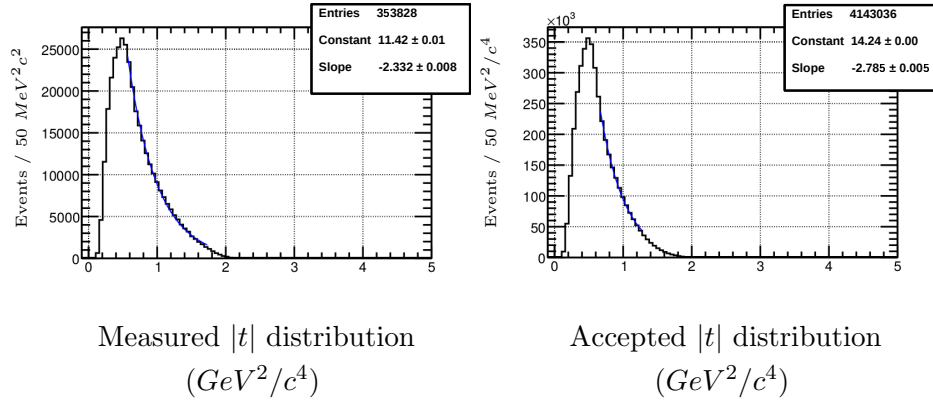 Entries 353828
Constant 11.42 ± 0.01
Slope -2.332 ± 0.008
Events / 50 MeV²c²
25000
20000
15000
10000
5000
0
0 1 2 3 4 5
Measured |t| distribution
(GeV²/c⁴)
×10³
Entries 4143036
Constant 14.24 ± 0.00
Slope -2.785 ± 0.005
Events / 50 MeV²/c⁴
350
300
250
200
150
100
50
0
0 1 2 3 4 5
Accepted |t| distribution
(GeV²/c⁴)